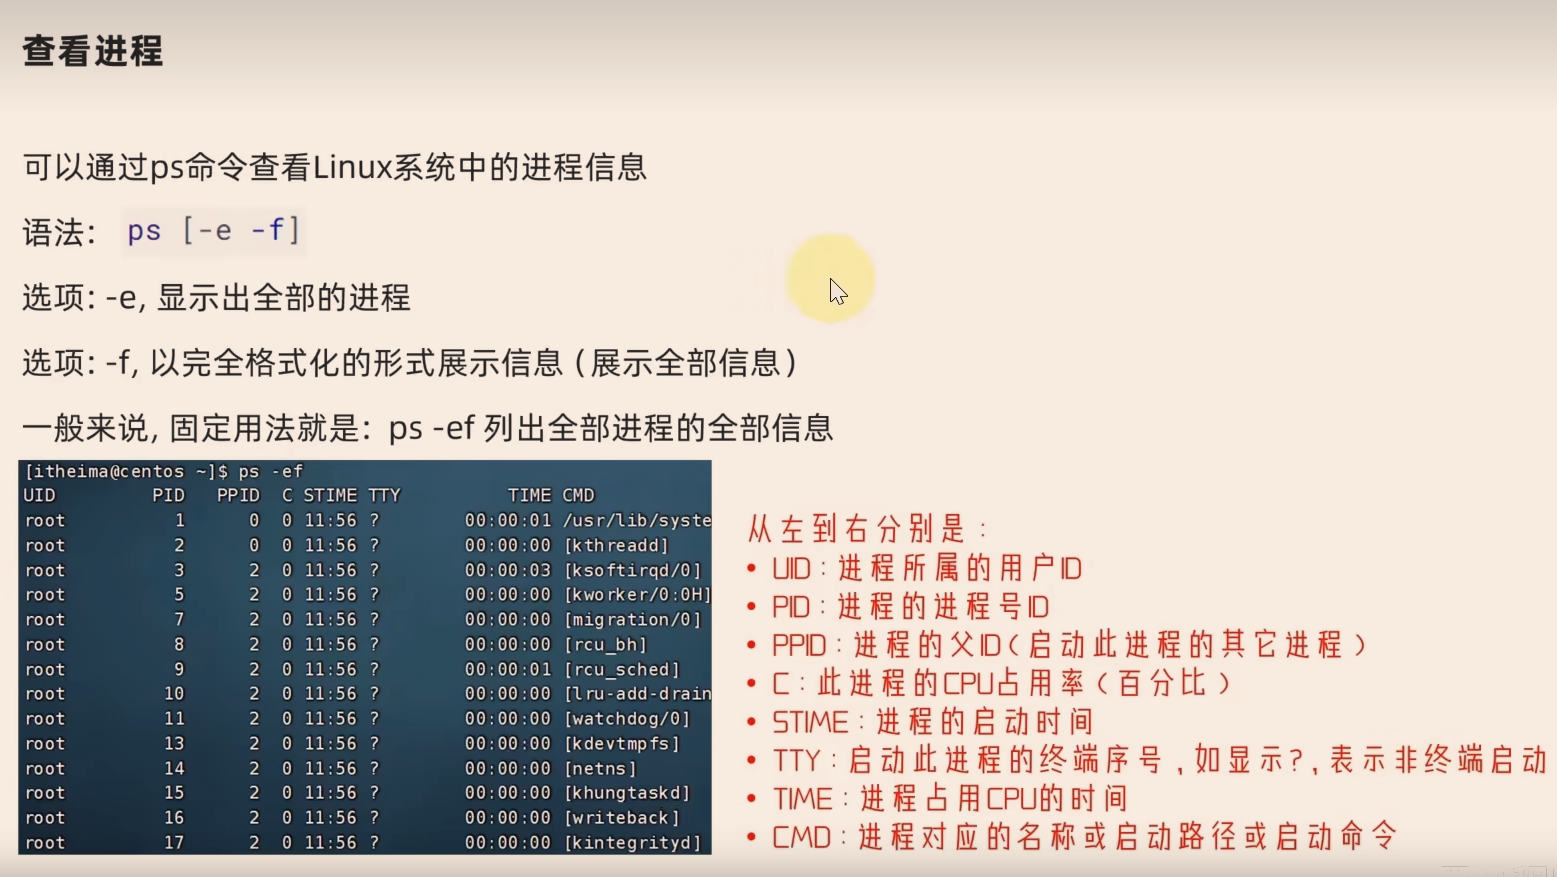 查看进程
可以通过ps命令查看Linux系统中的进程信息
语法： ps [-e -f]
选项: -e, 显示出全部的进程
选项: -f, 以完全格式化的形式展示信息（展示全部信息）
一般来说, 固定用法就是：ps -ef 列出全部进程的全部信息
[itheima@centos ~]$ ps -ef
UID PID PPID C STIME TTY TIME CMD
root 1 0 0 11:56 ? 00:00:01 /usr/lib/syste
root 2 0 0 11:56 ? 00:00:00 [kthreadd]
root 3 2 0 11:56 ? 00:00:03 [ksoftirqd/0]
root 5 2 0 11:56 ? 00:00:00 [kworker/0:0H]
root 7 2 0 11:56 ? 00:00:00 [migration/0]
root 8 2 0 11:56 ? 00:00:00 [rcu_bh]
root 9 2 0 11:56 ? 00:00:01 [rcu_sched]
root 10 2 0 11:56 ? 00:00:00 [lru-add-drain
root 11 2 0 11:56 ? 00:00:00 [watchdog/0]
root 13 2 0 11:56 ? 00:00:00 [kdevtmpfs]
root 14 2 0 11:56 ? 00:00:00 [netns]
root 15 2 0 11:56 ? 00:00:00 [khungtaskd]
root 16 2 0 11:56 ? 00:00:00 [writeback]
root 17 2 0 11:56 ? 00:00:00 [kintegrityd]
从左到右分别是：
• UID：进程所属的用户ID
• PID：进程的进程号ID
• PPID：进程的父ID（启动此进程的其它进程）
• C：此进程的CPU占用率（百分比）
• STIME：进程的启动时间
• TTY：启动此进程的终端序号,如显示?,表示非终端启动
• TIME：进程占用CPU的时间
• CMD：进程对应的名称或启动路径或启动命令